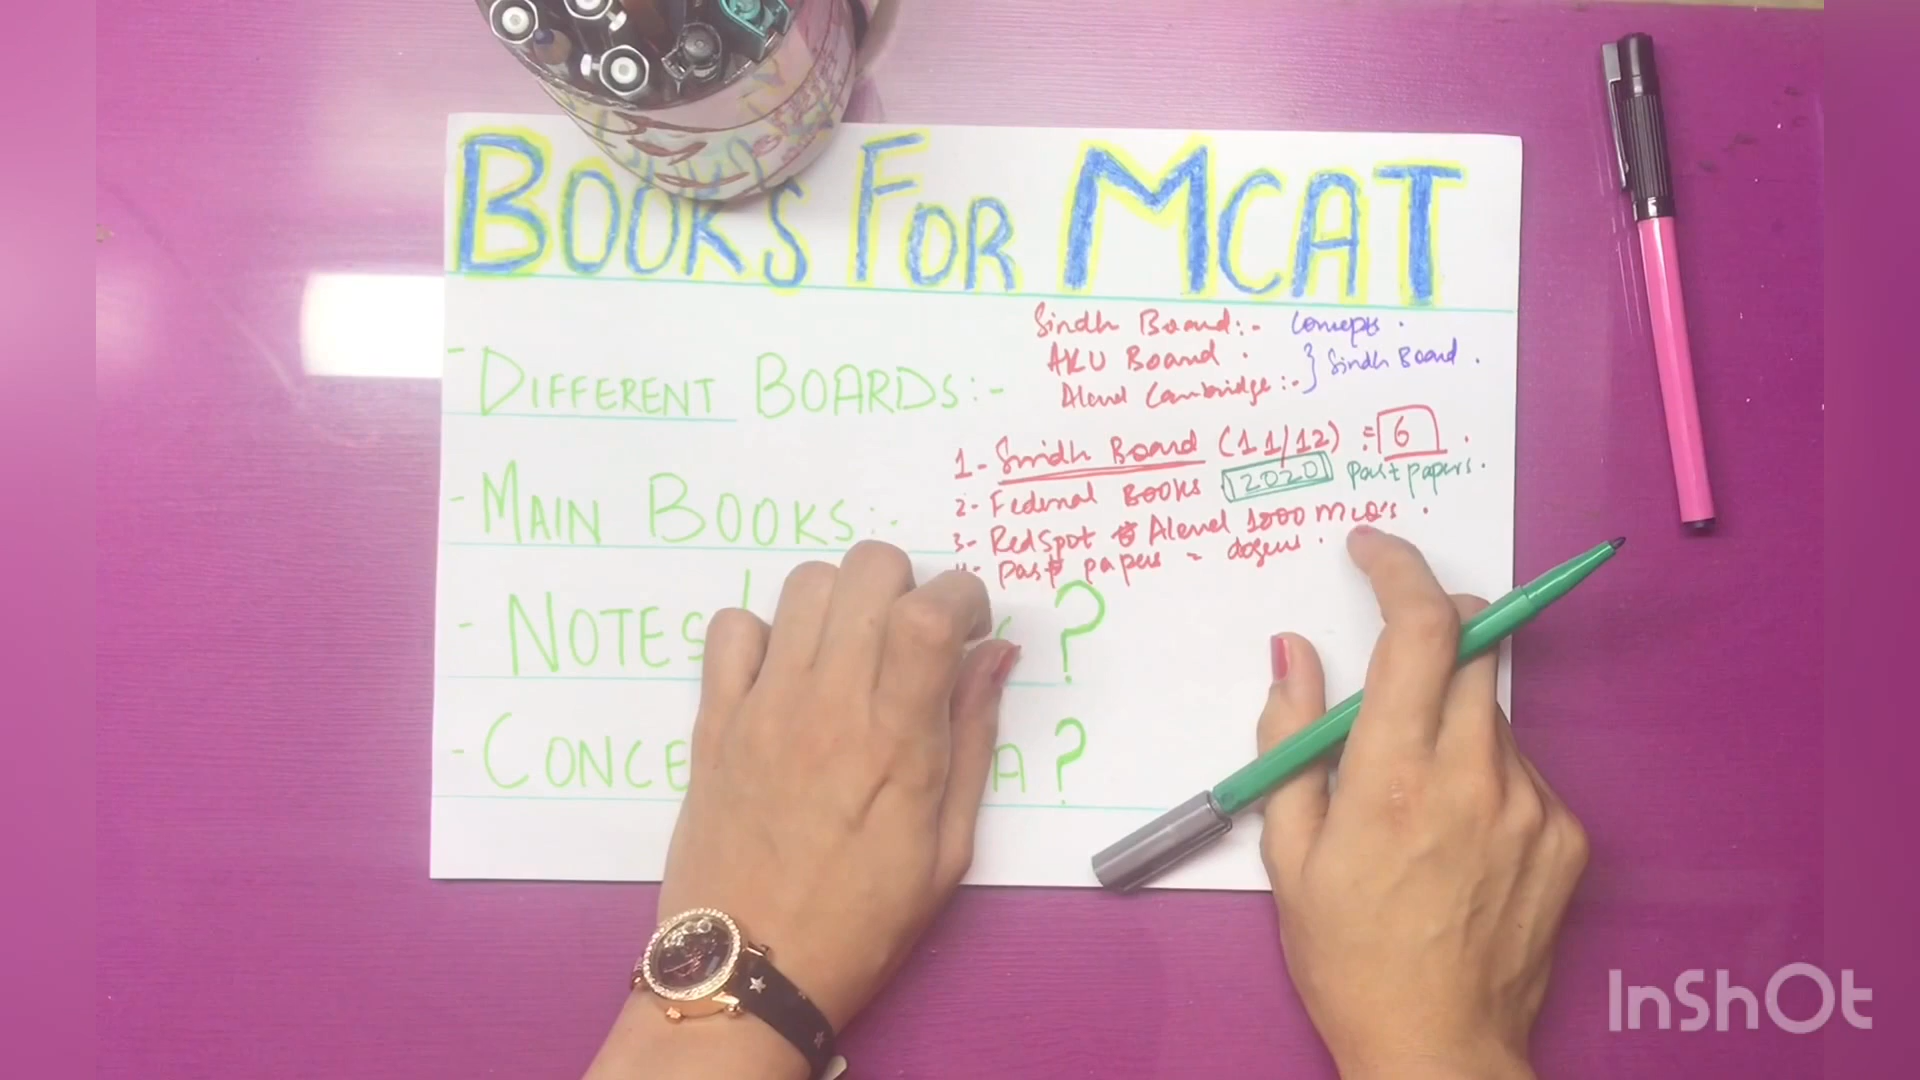 BOOKS FOR MCAT
Sindh Board:- Concepts.
AKU Board.
} Sindh Board.
Alevel Cambridge:-
- DIFFERENT BOARDS:-
1- Sindh Board (11/12) := 6.
2- Federal BOOKS 2020 past papers.
3- RedSpot Alevel 1000 MCQ's.
past papers =
- MAIN BOOKS:-
- NOTES ?
- CONCE A?
InShOt